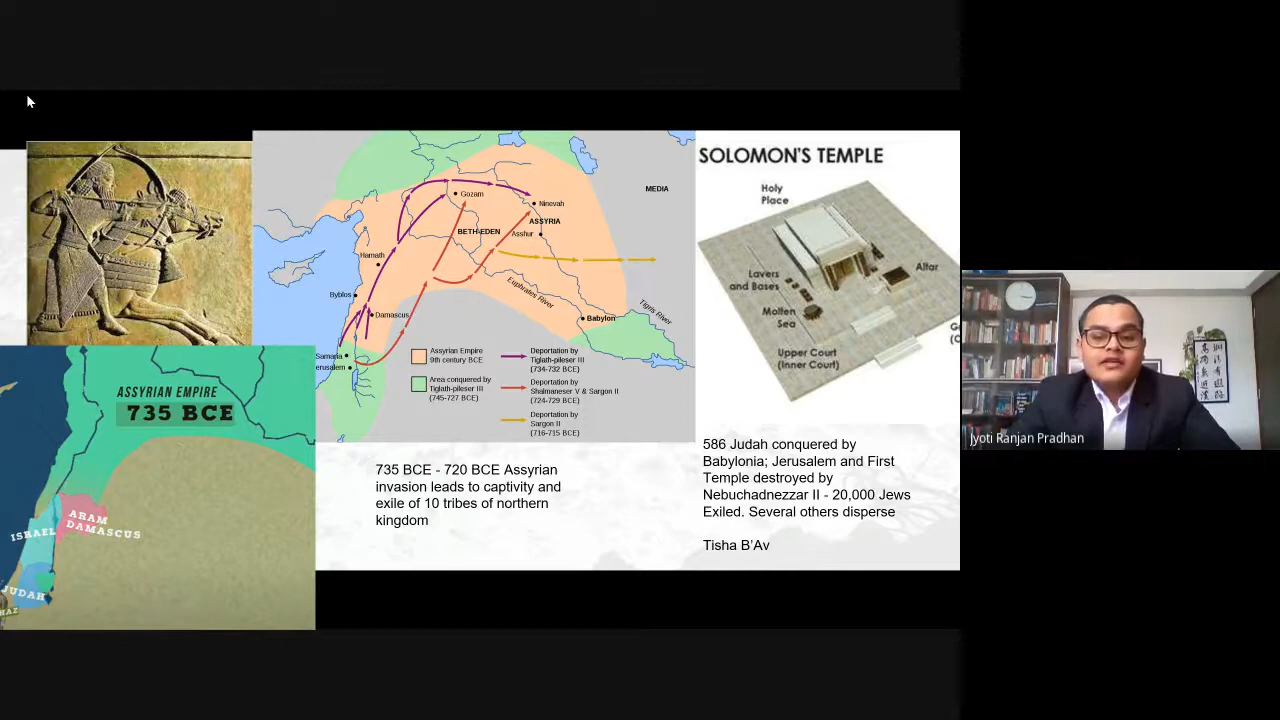 SOLOMON'S TEMPLE
Holy
Place
Altar
Lavers
and Bases
Molten
Sea
Upper Court
(Inner Court)
MEDIA
Gozam
Ninevah
ASSYRIA
BETH-EDEN
Asshur
Hamath
Euphrates River
Byblos
Tigris River
Damascus
Babylon
Samaria
erusalem
Assyrian Empire
9th century BCE
Area conquered by
Tiglath-pileser III
(745-727 BCE)
Deportation by
Tiglath-pileser III
(734-732 BCE)
Deportation by
Shalmaneser V & Sargon II
(724-729 BCE)
Deportation by
Sargon II
(716-715 BCE)
ASSYRIAN EMPIRE
735 BCE
ARAM
DAMASCUS
ISRAEL
JUDAH
735 BCE - 720 BCE Assyrian
invasion leads to captivity and
exile of 10 tribes of northern
kingdom
586 Judah conquered by
Babylonia; Jerusalem and First
Temple destroyed by
Nebuchadnezzar II - 20,000 Jews
Exiled. Several others disperse
Tisha B'Av
Jyoti Ranjan Pradhan